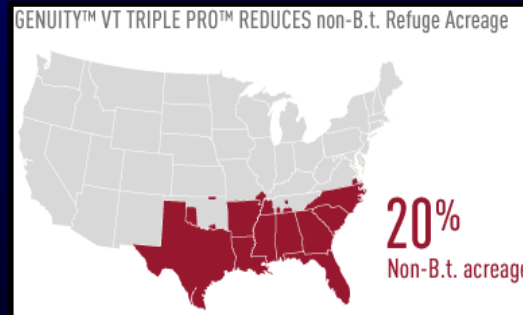 GENUITY™ VT TRIPLE PRO™ REDUCES non-B.t. Refuge Acreage
20%
Non-B.t. acreage